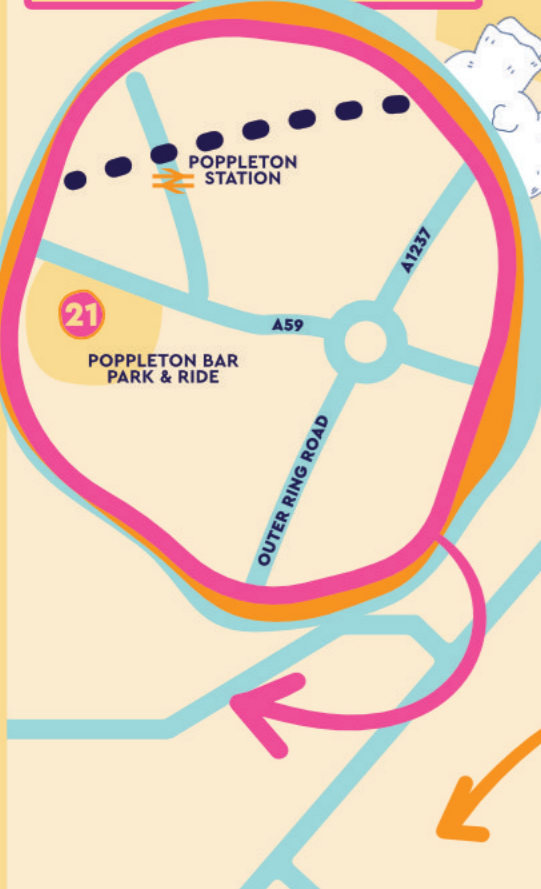 POPPLETON
STATION
A1237
21
A59
POPPLETON BAR
PARK & RIDE
OUTER RING ROAD